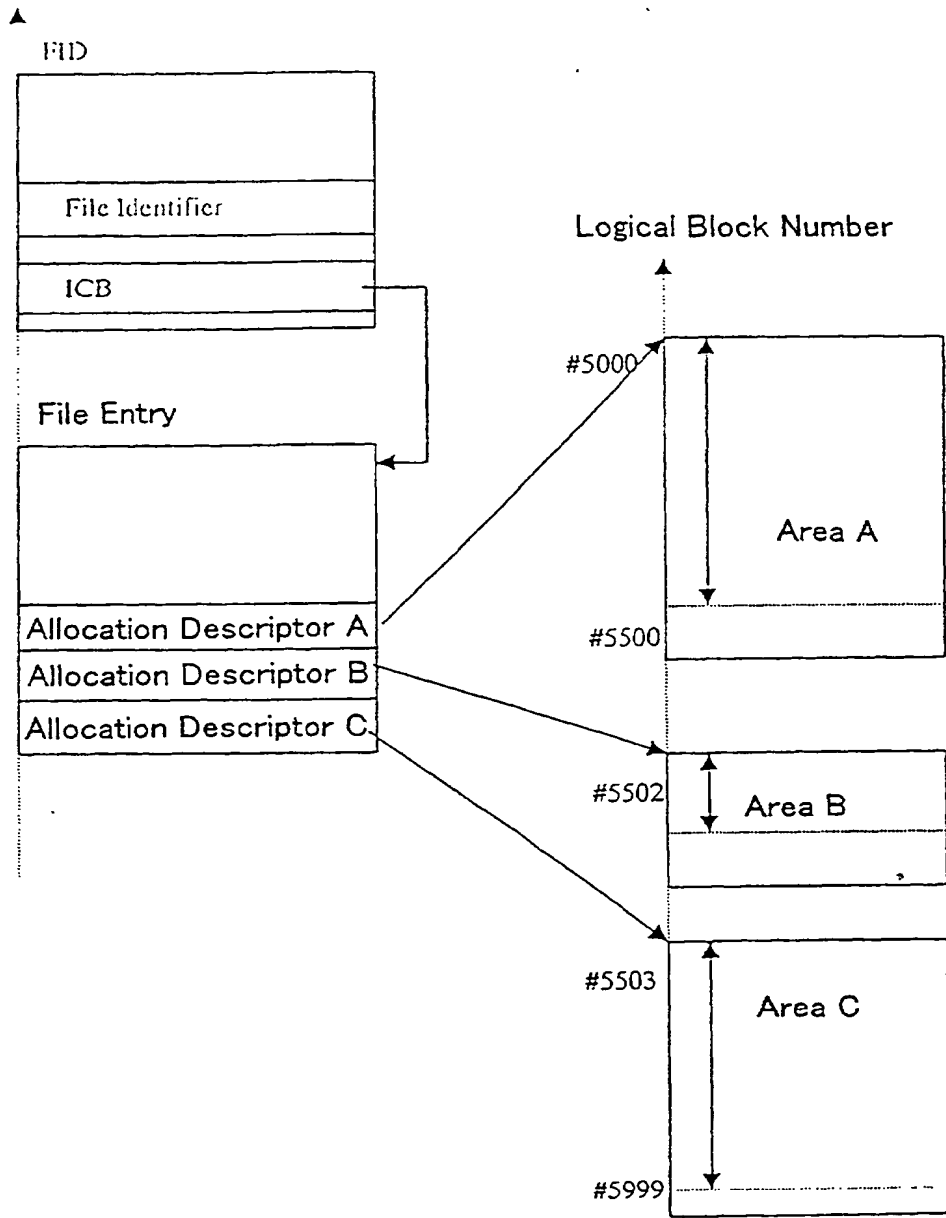 FID
File Identifier
ICB
File Entry
Allocation Descriptor A
Allocation Descriptor B
Allocation Descriptor C
Logical Block Number
#5000
Area A
#5500
#5502
Area B
#5503
Area C
#5999